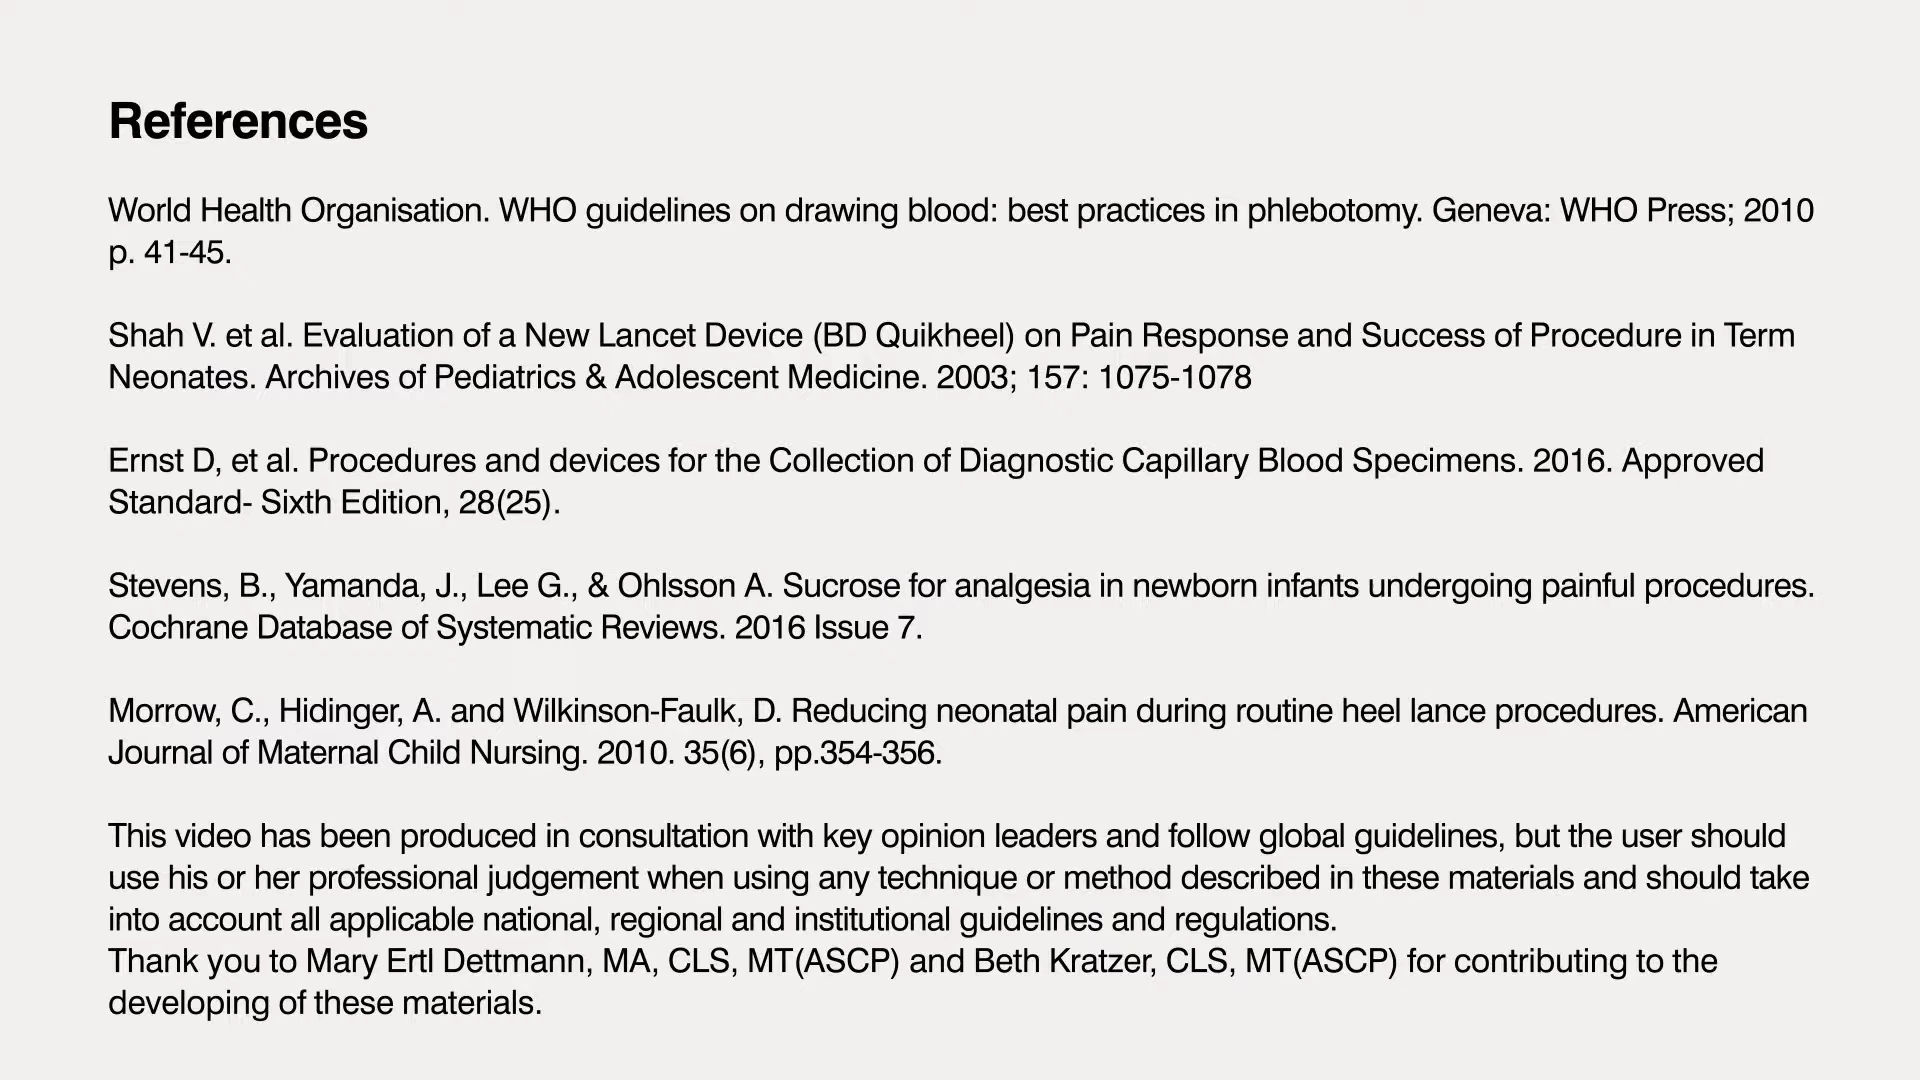 References
World Health Organisation. WHO guidelines on drawing blood: best practices in phlebotomy. Geneva: WHO Press; 2010
p. 41-45.
Shah V. et al. Evaluation of a New Lancet Device (BD Quikheel) on Pain Response and Success of Procedure in Term
Neonates. Archives of Pediatrics & Adolescent Medicine. 2003; 157: 1075-1078
Ernst D, et al. Procedures and devices for the Collection of Diagnostic Capillary Blood Specimens. 2016. Approved
Standard- Sixth Edition, 28(25).
Stevens, B., Yamanda, J., Lee G., & Ohlsson A. Sucrose for analgesia in newborn infants undergoing painful procedures.
Cochrane Database of Systematic Reviews. 2016 Issue 7.
Morrow, C., Hidinger, A. and Wilkinson-Faulk, D. Reducing neonatal pain during routine heel lance procedures. American
Journal of Maternal Child Nursing. 2010. 35(6), pp.354-356.
This video has been produced in consultation with key opinion leaders and follow global guidelines, but the user should
use his or her professional judgement when using any technique or method described in these materials and should take
into account all applicable national, regional and institutional guidelines and regulations.
Thank you to Mary Ertl Dettmann, MA, CLS, MT(ASCP) and Beth Kratzer, CLS, MT(ASCP) for contributing to the
developing of these materials.